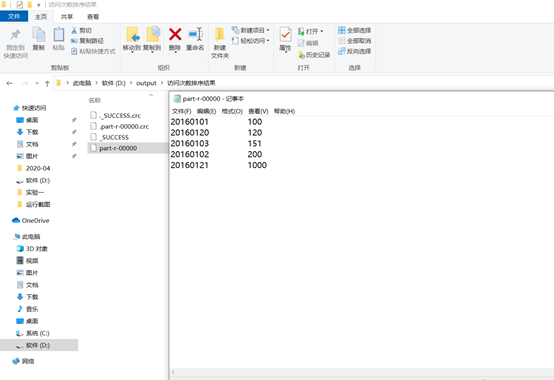 访问次数排序结果
文件 主页 共享 查看
固定到快速访问
复制
粘贴
剪切
复制路径
粘贴快捷方式
剪贴板
移动到 复制到 删除 重命名
组织
新建文件夹
新建项目
轻松访问
新建
属性
打开
编辑
历史记录
打开
全部选择
全部取消
反向选择
选择
此电脑 > 软件 (D:) > output > 访问次数排序结果
快速访问
桌面
下载
文档
图片
2020-04
软件 (D:)
实验一
运行截图
OneDrive
此电脑
3D 对象
视频
图片
文档
下载
音乐
桌面
系统 (C:)
软件 (D:)
网络
名称
._SUCCESS.crc
.part-r-00000.crc
_SUCCESS
part-r-00000
part-r-00000 - 记事本
文件(F) 编辑(E) 格式(O) 查看(V) 帮助(H)
20160101 100
20160120 120
20160103 151
20160102 200
20160121 1000